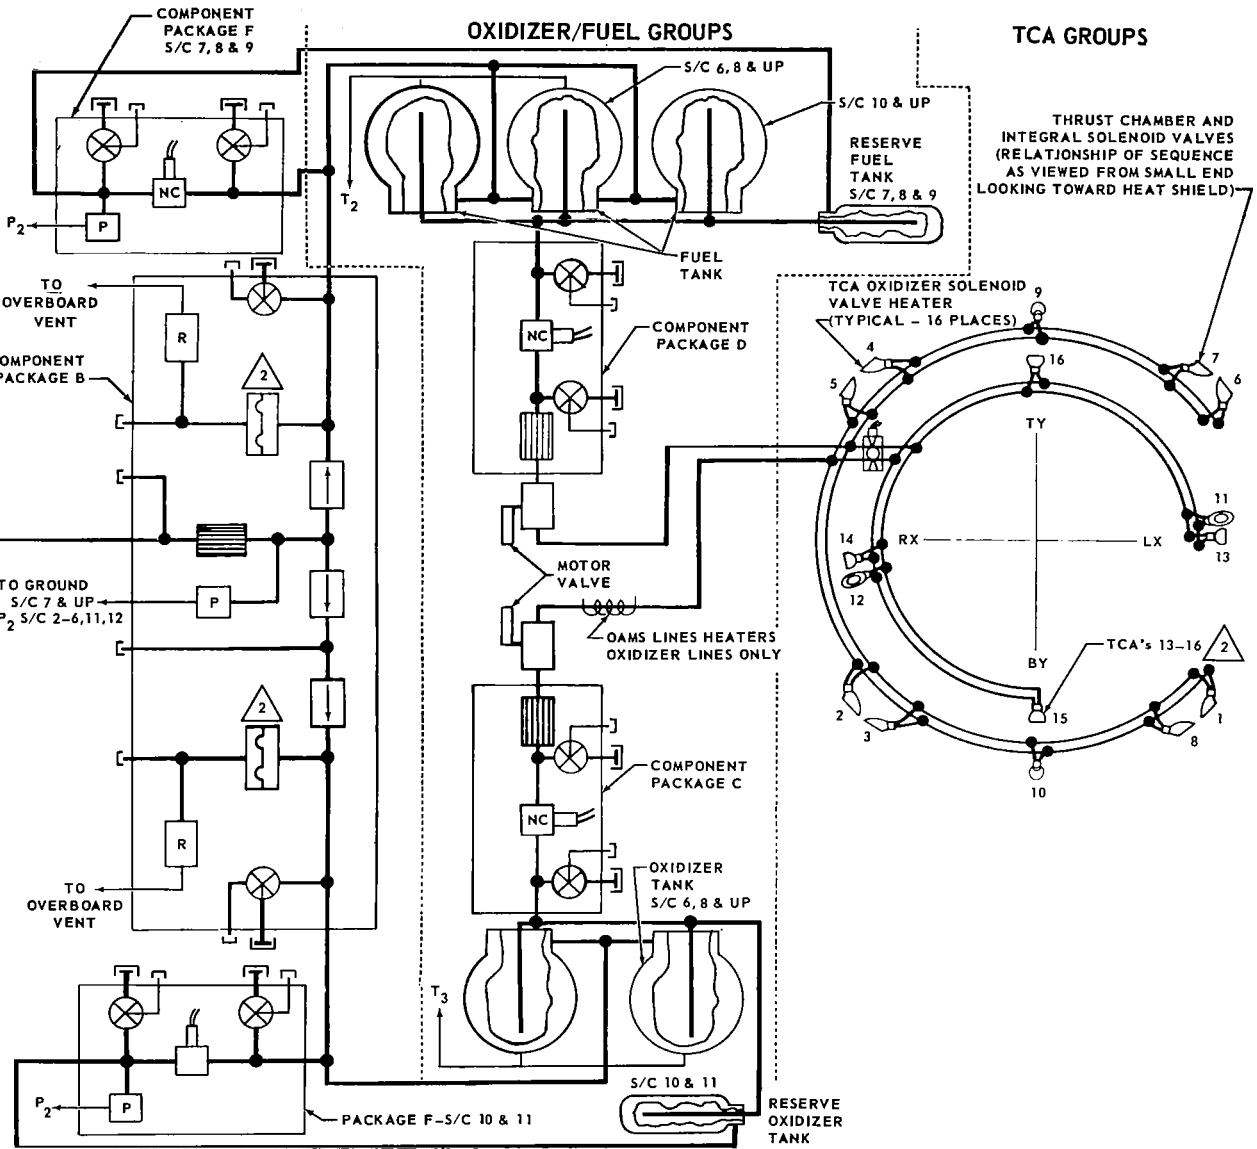 COMPONENT
PACKAGE F
S/C 7, 8 & 9
OXIDIZER/FUEL GROUPS
TCA GROUPS
S/C 6, 8 & UP
S/C 10 & UP
RESERVE
FUEL
TANK
S/C 7, 8 & 9
THRUST CHAMBER AND
INTEGRAL SOLENOID VALVES
(RELATIONSHIP OF SEQUENCE
AS VIEWED FROM SMALL END
LOOKING TOWARD HEAT SHIELD)
NC
P
P2
T2
FUEL
TANK
TO
OVERBOARD
VENT
R
OMPONENT
PACKAGE B
2
NC
COMPONENT
PACKAGE D
TCA OXIDIZER SOLENOID
VALVE HEATER
(TYPICAL – 16 PLACES)
9
4
16
7
5
6
TY
11
RX
LX
14
13
12
BY
TCA's 13–16
2
2
3
15
1
8
10
TO GROUND
S/C 7 & UP
P2 S/C 2–6,11,12
P
MOTOR
VALVE
OAMS LINES HEATERS
OXIDIZER LINES ONLY
2
COMPONENT
PACKAGE C
NC
R
TO
OVERBOARD
VENT
OXIDIZER
TANK
S/C 6, 8 & UP
T3
P
P2
PACKAGE F–S/C 10 & 11
S/C 10 & 11
RESERVE
OXIDIZER
TANK